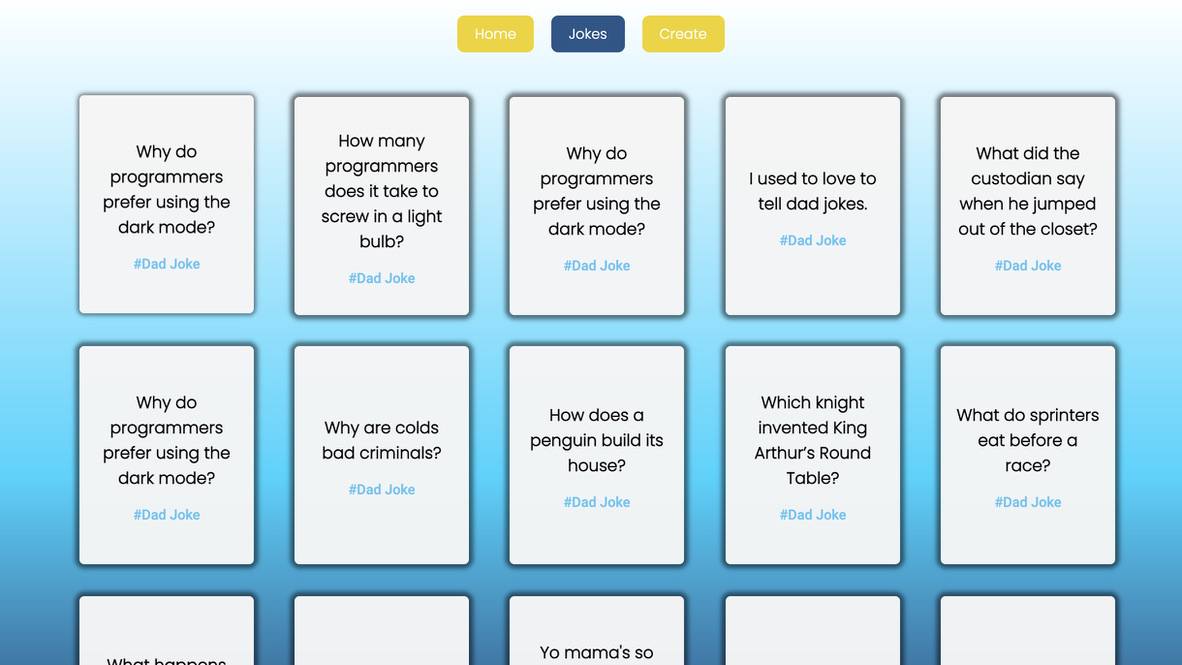 Home
Jokes
Create
Why do
programmers
prefer using the
dark mode?
#Dad Joke
How many
programmers
does it take to
screw in a light
bulb?
#Dad Joke
Why do
programmers
prefer using the
dark mode?
#Dad Joke
I used to love to
tell dad jokes.
#Dad Joke
What did the
custodian say
when he jumped
out of the closet?
#Dad Joke
Why do
programmers
prefer using the
dark mode?
#Dad Joke
Why are colds
bad criminals?
#Dad Joke
How does a
penguin build its
house?
#Dad Joke
Which knight
invented King
Arthur’s Round
Table?
#Dad Joke
What do sprinters
eat before a
race?
#Dad Joke
What happens
Yo mama's so